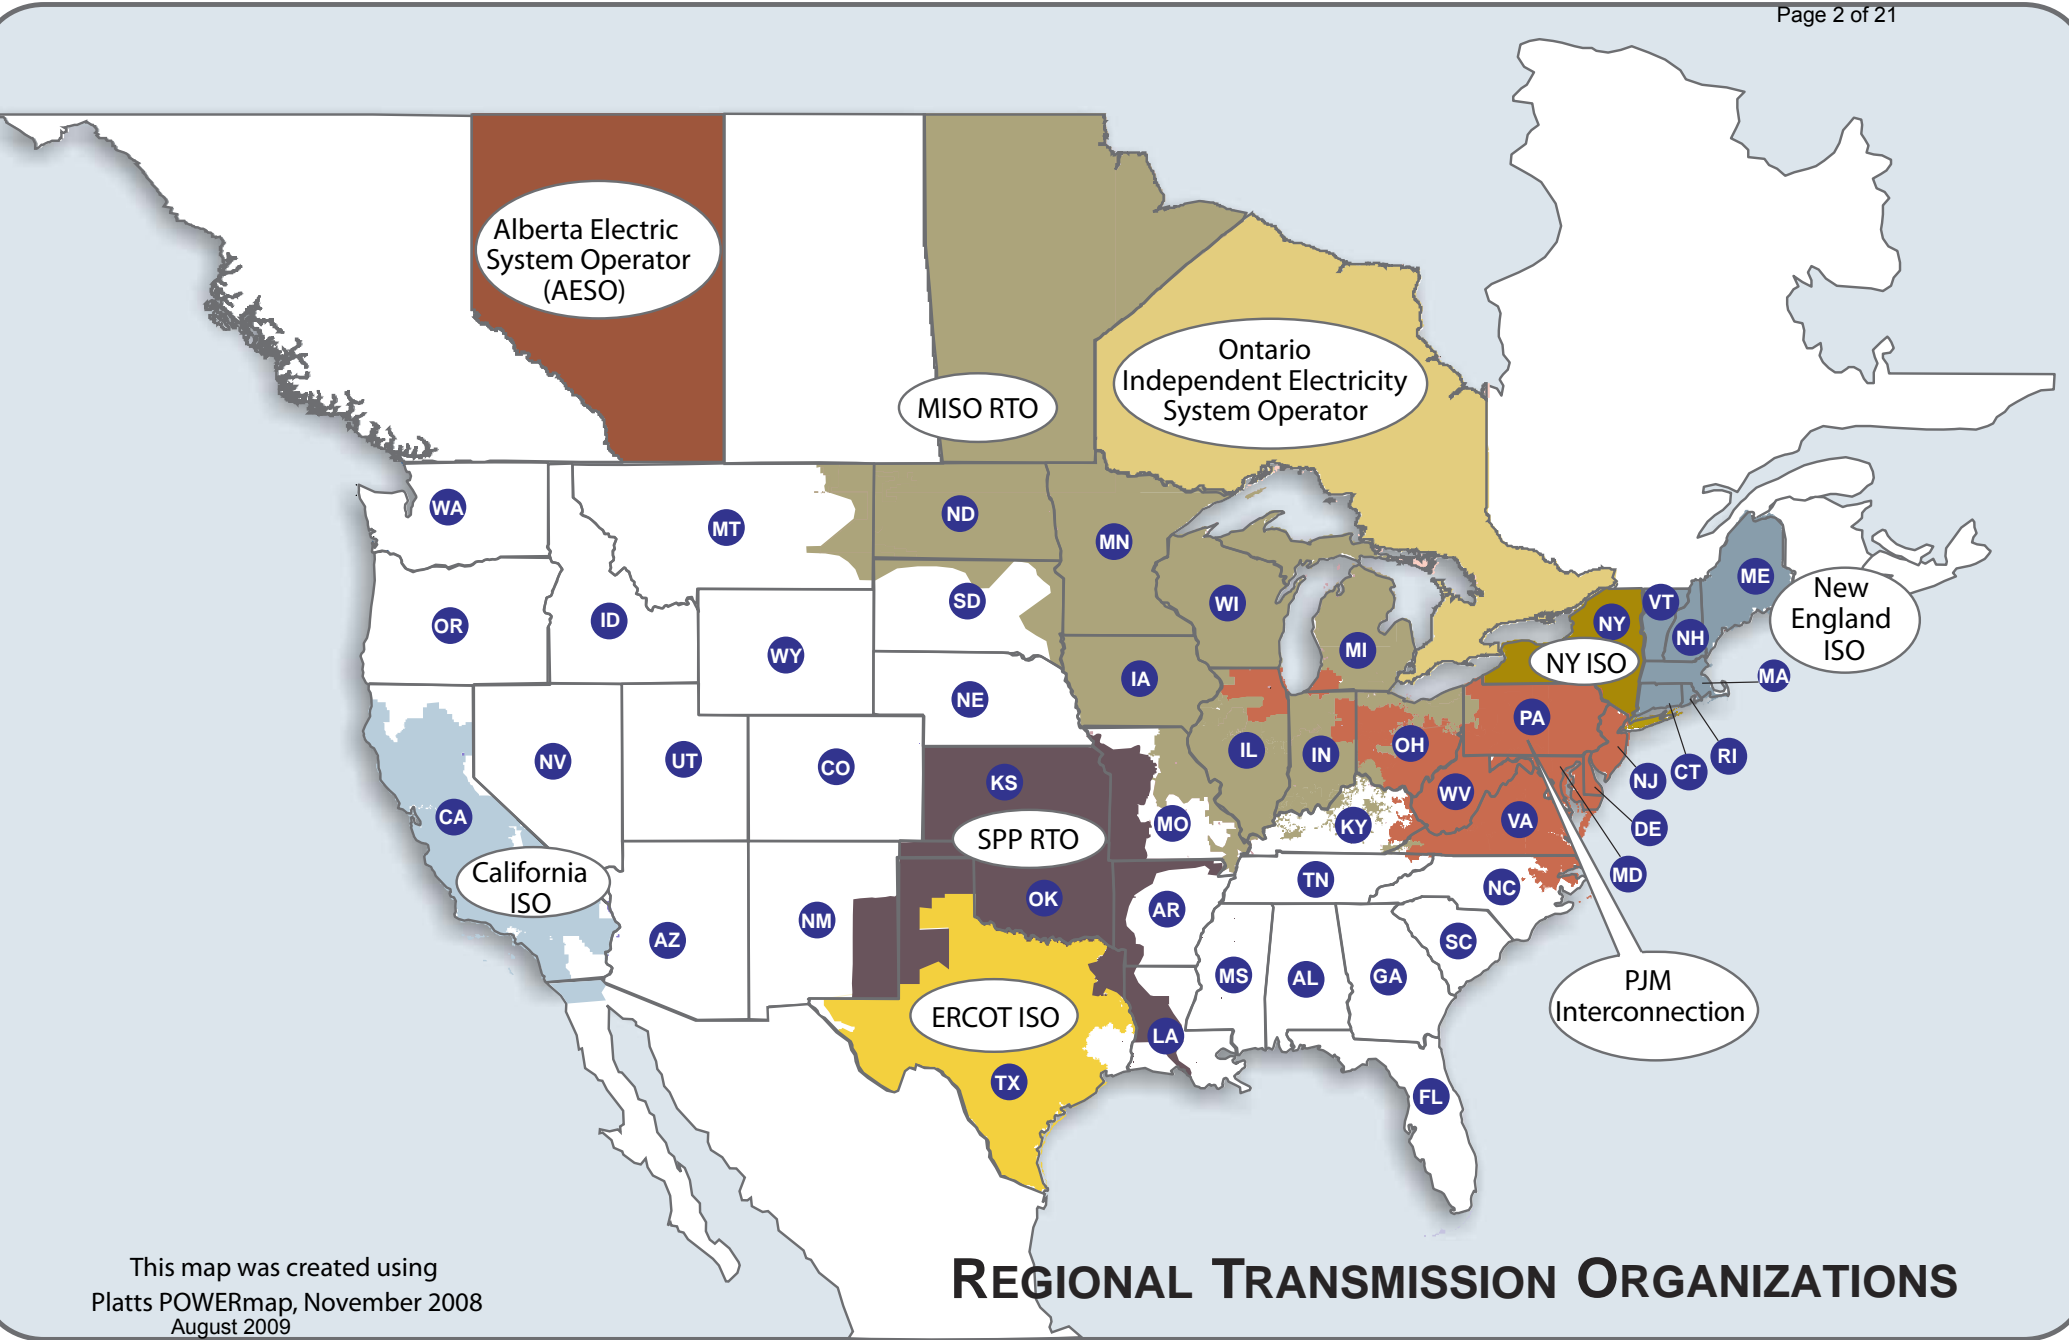 Page 2 of 21
Alberta Electric
System Operator
(AESO)
Ontario
Independent Electricity
System Operator
MISO RTO
WA
MT
ND
MN
OR
ID
WY
SD
WI
MI
NY
VT
NH
ME
New
England
ISO
NY ISO
MA
NE
IA
PA
NV
UT
CO
KS
IL
IN
OH
WV
NJ
CT
RI
CA
SPP RTO
MO
KY
VA
DE
MD
California
ISO
AZ
NM
OK
AR
TN
NC
SC
MS
AL
GA
PJM
Interconnection
ERCOT ISO
LA
TX
FL
This map was created using
Platts POWERmap, November 2008
August 2009
REGIONAL TRANSMISSION ORGANIZATIONS